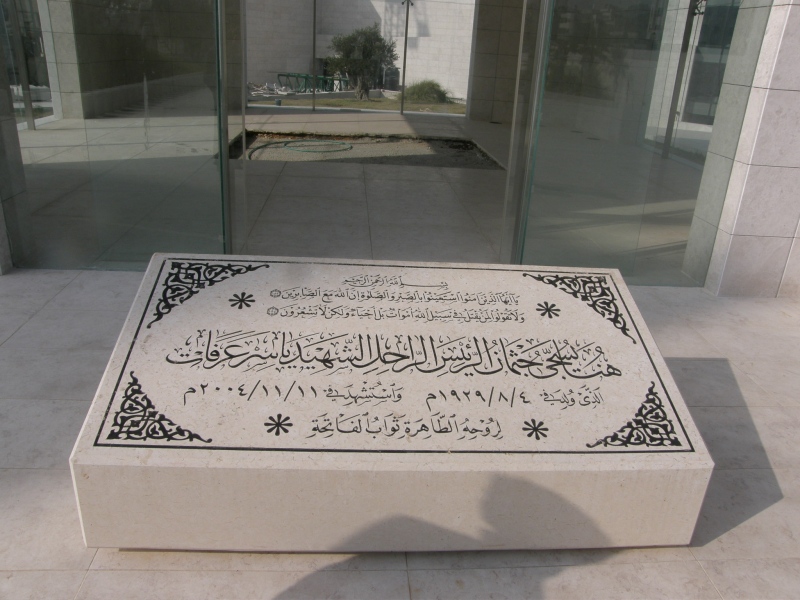 بسم الله الرحمن الرحيم
يا أيها الذين آمنوا استعينوا بالصبر والصلوة إن الله مع الصابرين
ولا تقولوا لمن يقتل في سبيل الله أموات بل أحياء ولكن لا تشعرون
هنا يسجى جثمان الرئيس الراحل الشهيد ياسر عرفات
الذي ولد في: ١٩٢٩/٨/٤م واستشهد في: ٢٠٠٤/١١/١١م
لروحه الطاهرة ثواب الفاتحة